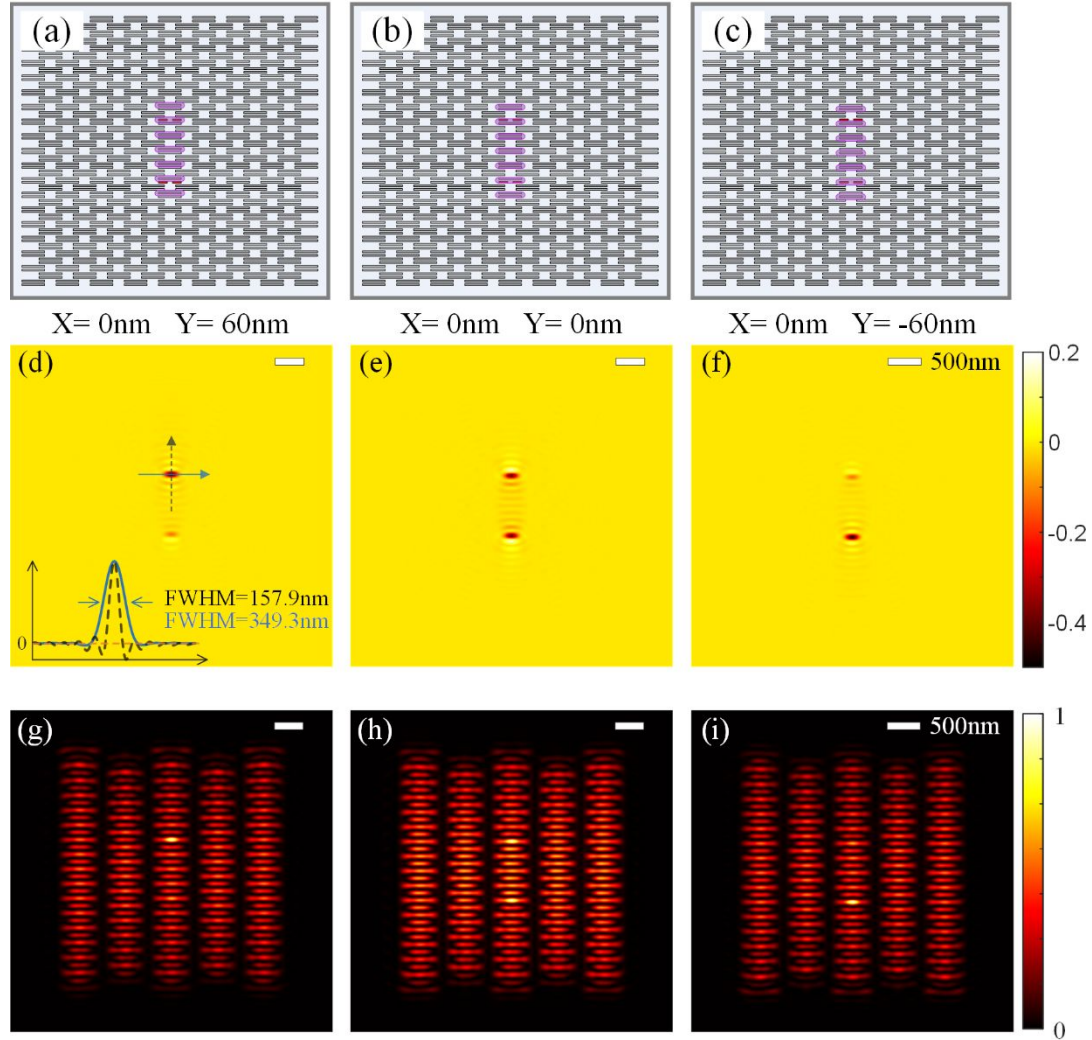 (a) (b) (c)
X= 0nm Y= 60nm X= 0nm Y= 0nm X= 0nm Y= -60nm
(d) (e) (f) 500nm 0.2
0
-0.2
-0.4
FWHM=157.9nm
FWHM=349.3nm
0
(g) (h) (i) 500nm 1
0